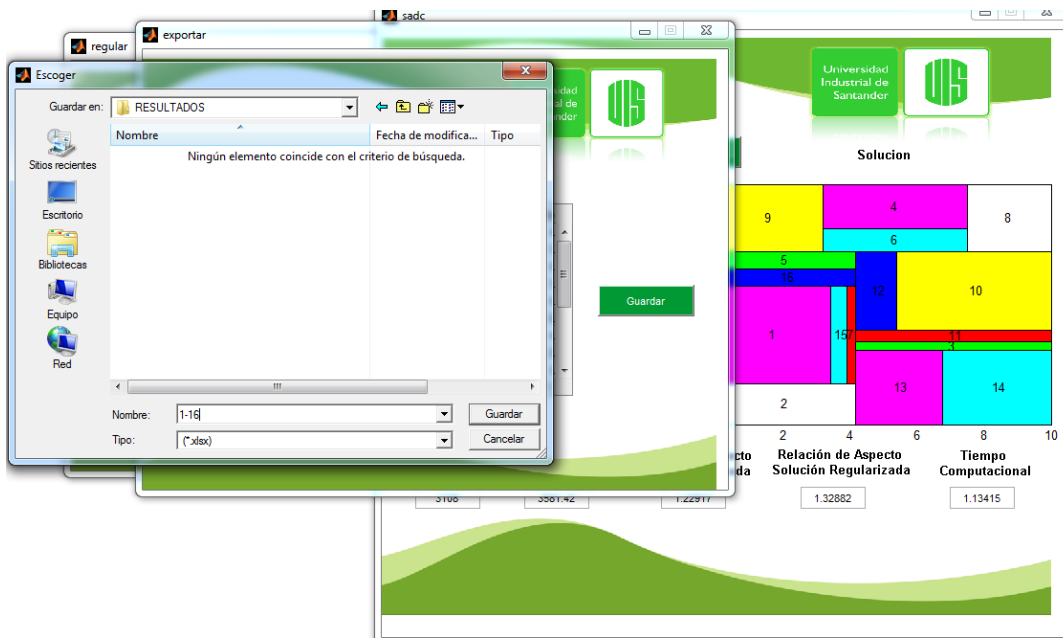 sadc
exportar
regular
Escoger
Guardar en:
RESULTADOS
Nombre
Fecha de modifica...
Tipo
Ningún elemento coincide con el criterio de búsqueda.
Sitios recientes
Escritorio
Bibliotecas
Equipo
Red
Nombre:
1-16
Guardar
Tipo:
(*.xlsx)
Cancelar
UIS
Guardar
Universidad
Industrial de
Santander
UIS
Solucion
9
4
8
6
5
16
12
10
1
15
7
11
3
13
14
2
2
4
6
8
10
Relación de Aspecto
Solución Regularizada
Tiempo
Computacional
3108
3581.42
1.22917
1.32882
1.13415